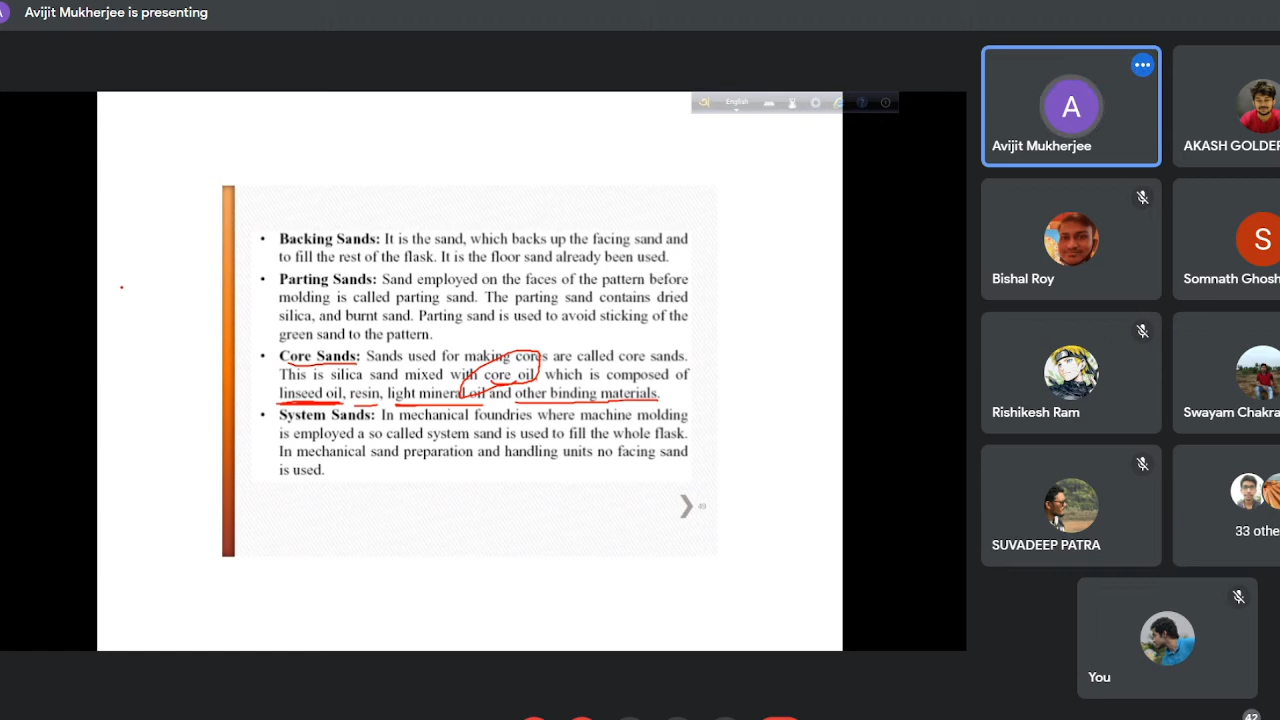 Avijit Mukherjee is presenting
English
• Backing Sands: It is the sand, which backs up the facing sand and
to fill the rest of the flask. It is the floor sand already been used.
• Parting Sands: Sand employed on the faces of the pattern before
molding is called parting sand. The parting sand contains dried
silica, and burnt sand. Parting sand is used to avoid sticking of the
green sand to the pattern.
• Core Sands: Sands used for making cores are called core sands.
This is silica sand mixed with core oil, which is composed of
linseed oil, resin, light mineral oil and other binding materials.
• System Sands: In mechanical foundries where machine molding
is employed a so called system sand is used to fill the whole flask.
In mechanical sand preparation and handling units no facing sand
is used.
49
A
Avijit Mukherjee
AKASH GOLDER
Bishal Roy
S
Somnath Ghosh
Rishikesh Ram
Swayam Chakra
SUVADEEP PATRA
33 othe
You
42